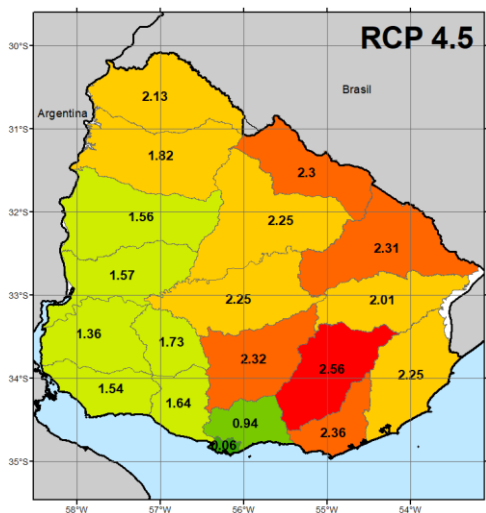 RCP 4.5
30°S
Brasil
2.13
Argentina
31°S
1.82
2.3
1.56
32°S
2.25
2.31
1.57
2.25
2.01
33°S
1.36
1.73
2.32
2.56
2.25
34°S
1.54
1.64
0.94
2.36
0.06
35°S
58°W
57°W
56°W
55°W
54°W